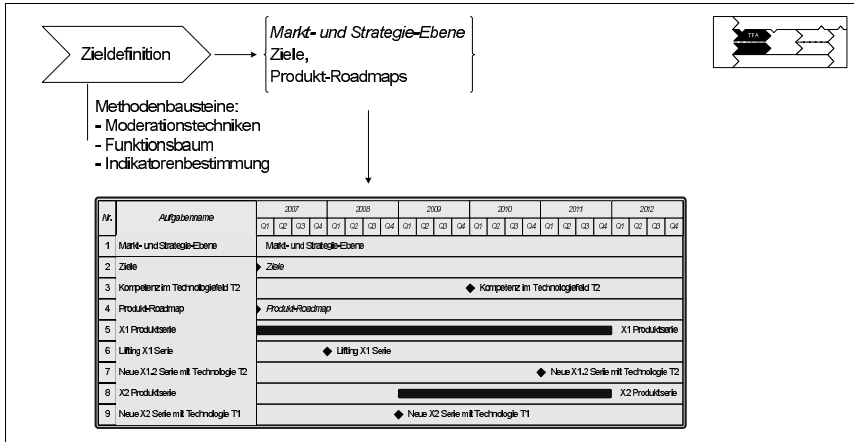 Zieldefinition
Markt- und Strategie-Ebene
Ziele,
Produkt-Roadmaps
TFA
Methodenbausteine:
- Moderationstechniken
- Funktionsbaum
- Indikatorenbestimmung
Nr. Aufgabenname 2007 2008 2009 2010 2011 2012
Q1 Q2 Q3 Q4 Q1 Q2 Q3 Q4 Q1 Q2 Q3 Q4 Q1 Q2 Q3 Q4 Q1 Q2 Q3 Q4 Q1 Q2 Q3 Q4
1 Markt- und Strategie-Ebene Markt- und Strategie-Ebene
2 Ziele Ziele
3 Kompetenz im Technologiefeld T2 Kompetenz im Technologiefeld T2
4 Produkt-Roadmap Produkt-Roadmap
5 X1 Produktserie X1 Produktserie
6 Lifting X1 Serie Lifting X1 Serie
7 Neue X1.2 Serie mit Technologie T2 Neue X1.2 Serie mit Technologie T2
8 X2 Produktserie X2 Produktserie
9 Neue X2 Serie mit Technologie T1 Neue X2 Serie mit Technologie T1